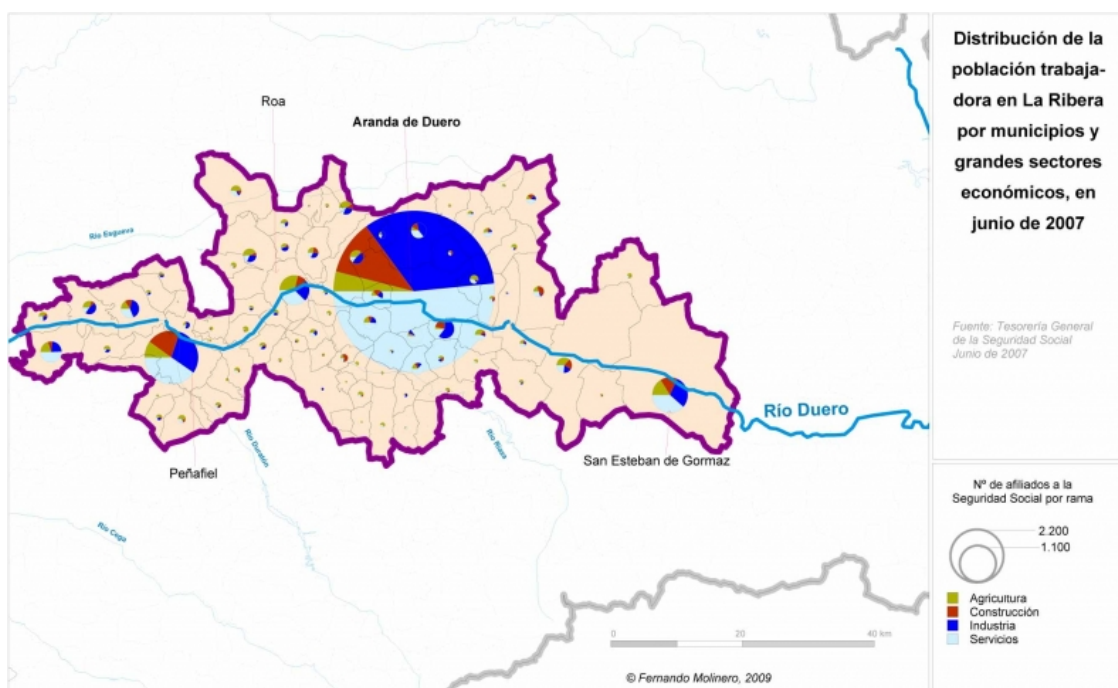 Distribución de la
población trabaja-
dora en La Ribera
por municipios y
grandes sectores
económicos, en
junio de 2007
Fuente: Tesorería General
de la Seguridad Social
Junio de 2007
Roa
Aranda de Duero
Río Esgueva
Río Duero
Río Duratón
Río Riaza
San Esteban de Gormaz
Peñafiel
Río Cega
Nº de afiliados a la
Seguridad Social por rama
2.200
1.100
Agricultura
Construcción
Industria
Servicios
0 20 40 km
© Fernando Molinero, 2009